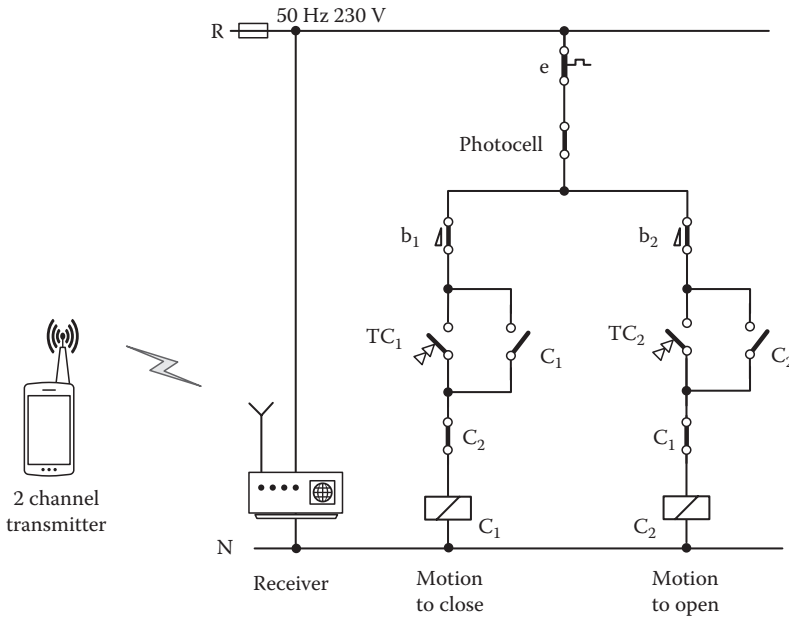 50 Hz 230 V
R
e
Photocell
b₁
b₂
TC₁
C₁
TC₂
C₂
C₂
C₁
C₁
C₂
2 channel
transmitter
N
Receiver
Motion
to close
Motion
to open